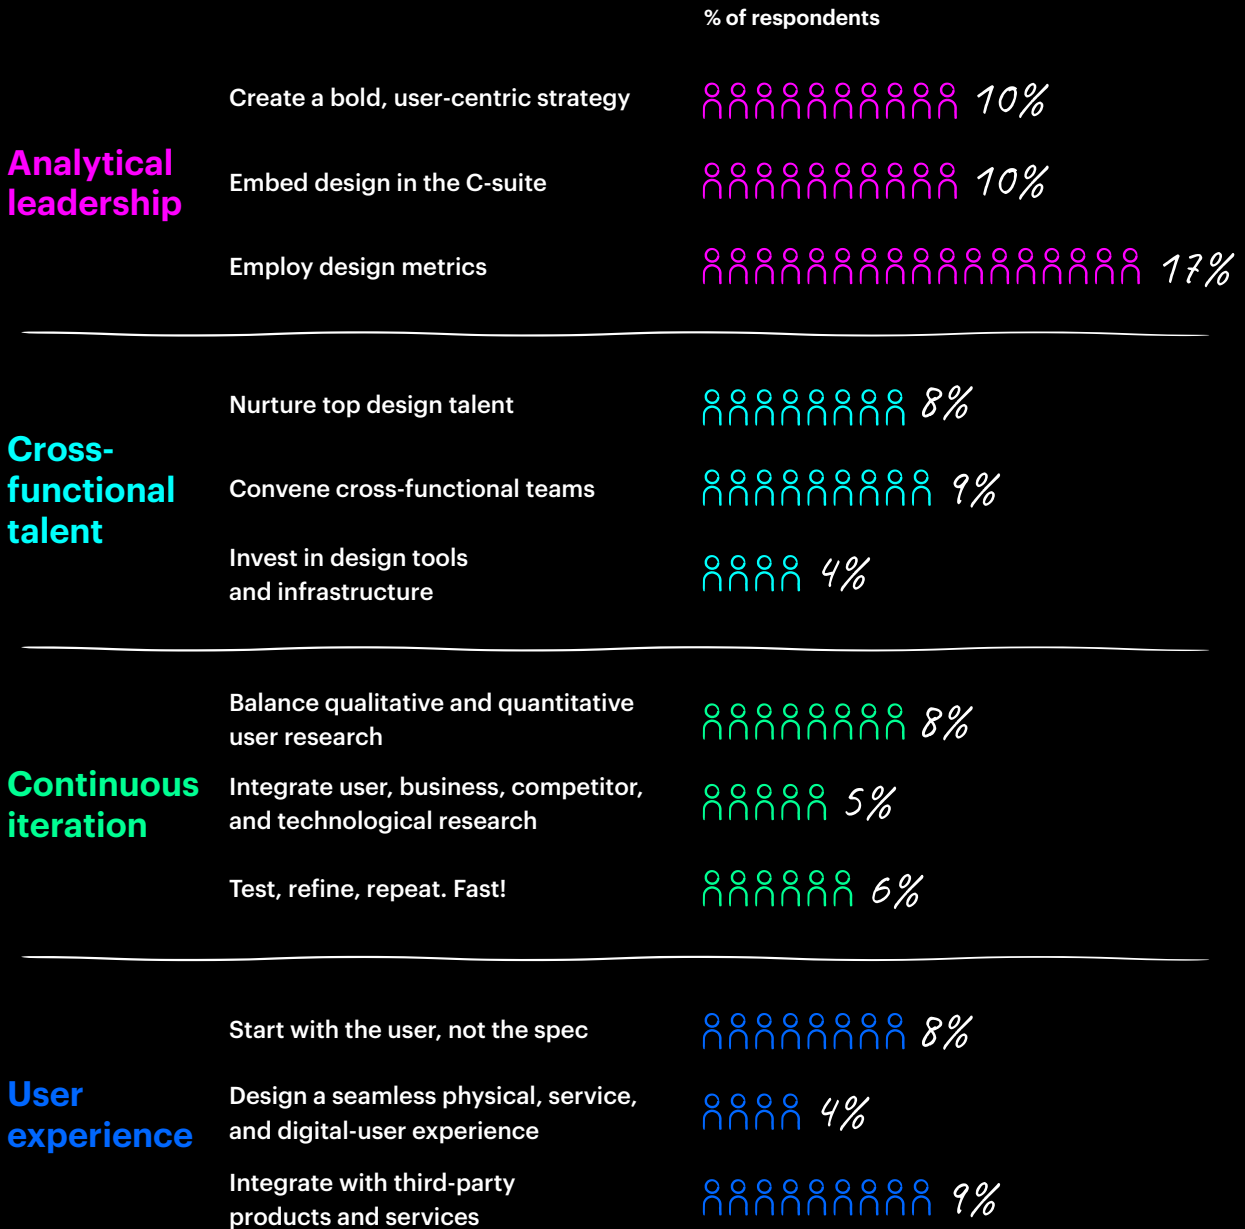 % of respondents
Analytical
leadership
Create a bold, user-centric strategy
10%
Embed design in the C-suite
10%
Employ design metrics
17%
Cross-
functional
talent
Nurture top design talent
8%
Convene cross-functional teams
9%
Invest in design tools
and infrastructure
4%
Continuous
iteration
Balance qualitative and quantitative
user research
8%
Integrate user, business, competitor,
and technological research
5%
Test, refine, repeat. Fast!
6%
User
experience
Start with the user, not the spec
8%
Design a seamless physical, service,
and digital-user experience
4%
Integrate with third-party
products and services
9%